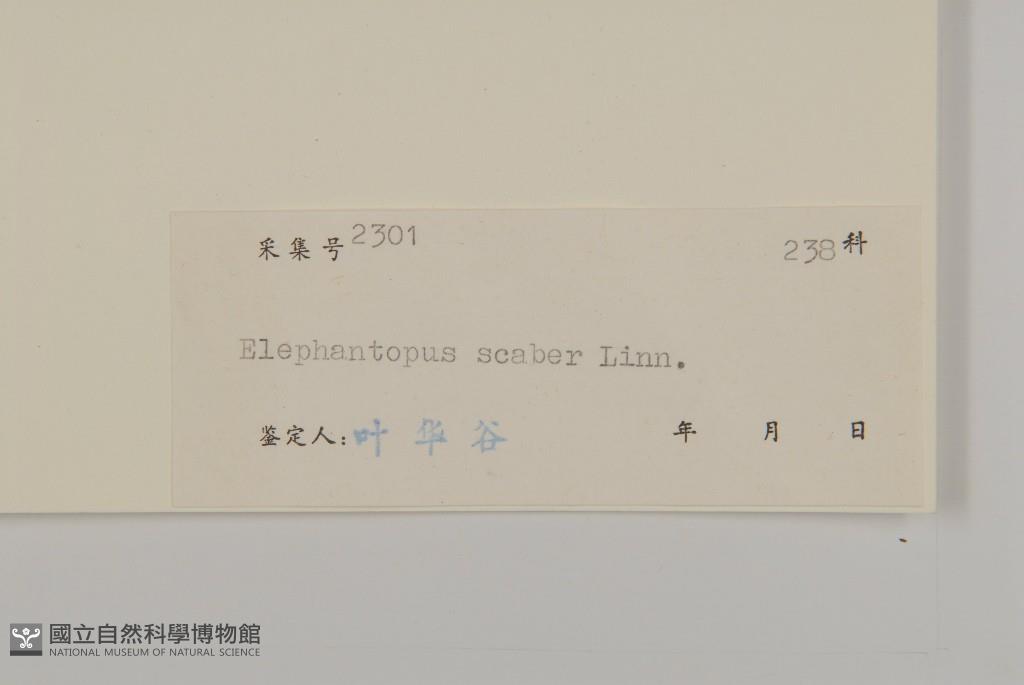 采集号 2301 238 科
Elephantopus scaber Linn.
鉴定人: 叶华谷 年 月 日
國立自然科學博物館
NATIONAL MUSEUM OF NATURAL SCIENCE